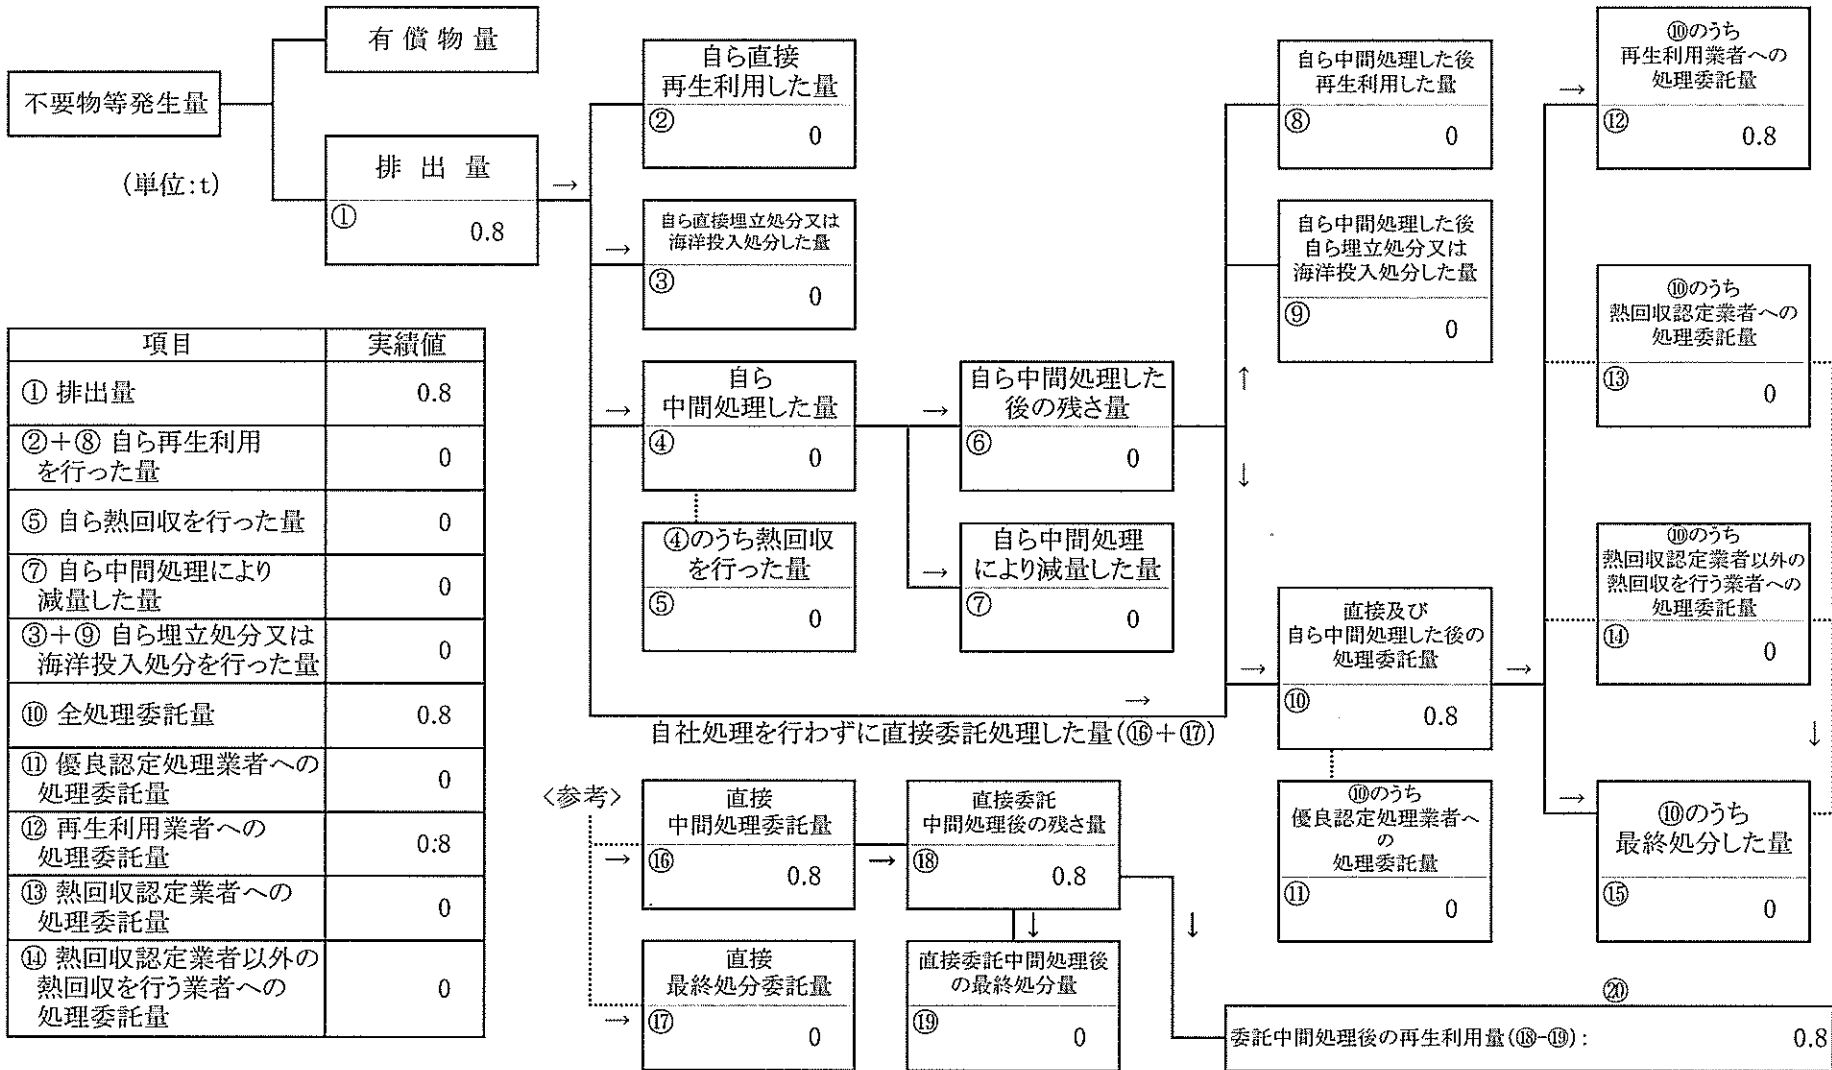 有償物量
不要物等発生量
(単位:t)
排出量
①
0.8
→
自ら直接
再生利用した量
②
0
→
自ら直接埋立処分又は
海洋投入処分した量
③
0
→
自ら
中間処理した量
④
0
④のうち熱回収
を行った量
⑤
0
→
自ら中間処理した
後の残さ量
⑥
0
→
自ら中間処理
により減量した量
⑦
0
自ら中間処理した後
再生利用した量
⑧
0
自ら中間処理した後
自ら埋立処分又は
海洋投入処分した量
⑨
0
↑
↓
→
自社処理を行わずに直接委託処理した量(⑯+⑰)
→
直接及び
自ら中間処理した後の
処理委託量
⑩
0.8
→
⑩のうち
優良認定処理業者へ
の
処理委託量
⑪
0
→
⑩のうち
再生利用業者への
処理委託量
⑫
0.8
⑩のうち
熱回収認定業者への
処理委託量
⑬
0
⑩のうち
熱回収認定業者以外の
熱回収を行う業者への
処理委託量
⑭
0
↓
→
⑩のうち
最終処分した量
⑮
0
項目 実績値
① 排出量 0.8
②+⑧ 自ら再生利用
を行った量 0
⑤ 自ら熱回収を行った量 0
⑦ 自ら中間処理により
減量した量 0
③+⑨ 自ら埋立処分又は
海洋投入処分を行った量 0
⑩ 全処理委託量 0.8
⑪ 優良認定処理業者への
処理委託量 0
⑫ 再生利用業者への
処理委託量 0.8
⑬ 熱回収認定業者への
処理委託量 0
⑭ 熱回収認定業者以外の
熱回収を行う業者への
処理委託量 0
<参考>
→
直接
中間処理委託量
⑯
0.8
→
直接委託
中間処理後の残さ量
⑱
0.8
↓
↓
→
直接
最終処分委託量
⑰
0
直接委託中間処理後
の最終処分量
⑲
0
⑳
委託中間処理後の再生利用量(⑱-⑲): 0.8